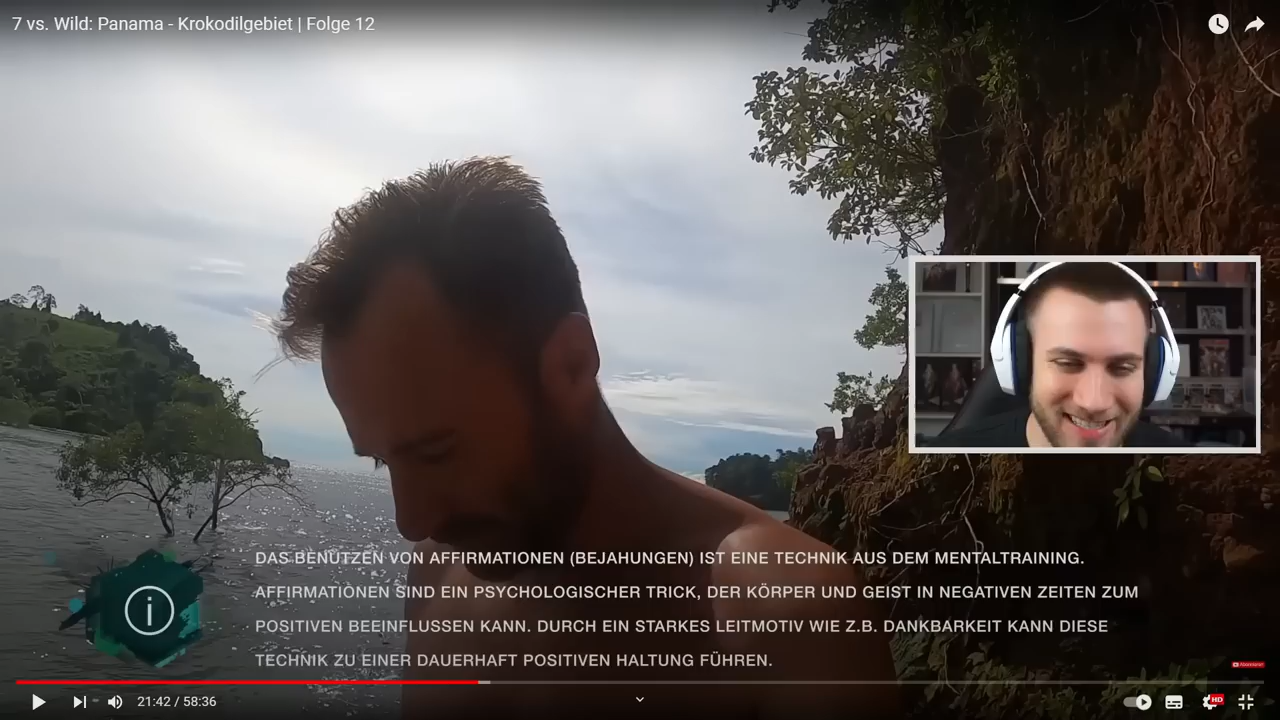 7 vs. Wild: Panama - Krokodilgebiet | Folge 12
DAS BENUTZEN VON AFFIRMATIONEN (BEJAHUNGEN) IST EINE TECHNIK AUS DEM MENTALTRAINING.
AFFIRMATIONEN SIND EIN PSYCHOLOGISCHER TRICK, DER KÖRPER UND GEIST IN NEGATIVEN ZEITEN ZUM
POSITIVEN BEEINFLUSSEN KANN. DURCH EIN STARKES LEITMOTIV WIE Z.B. DANKBARKEIT KANN DIESE
TECHNIK ZU EINER DAUERHAFT POSITIVEN HALTUNG FÜHREN.
21:42 / 58:36
HD